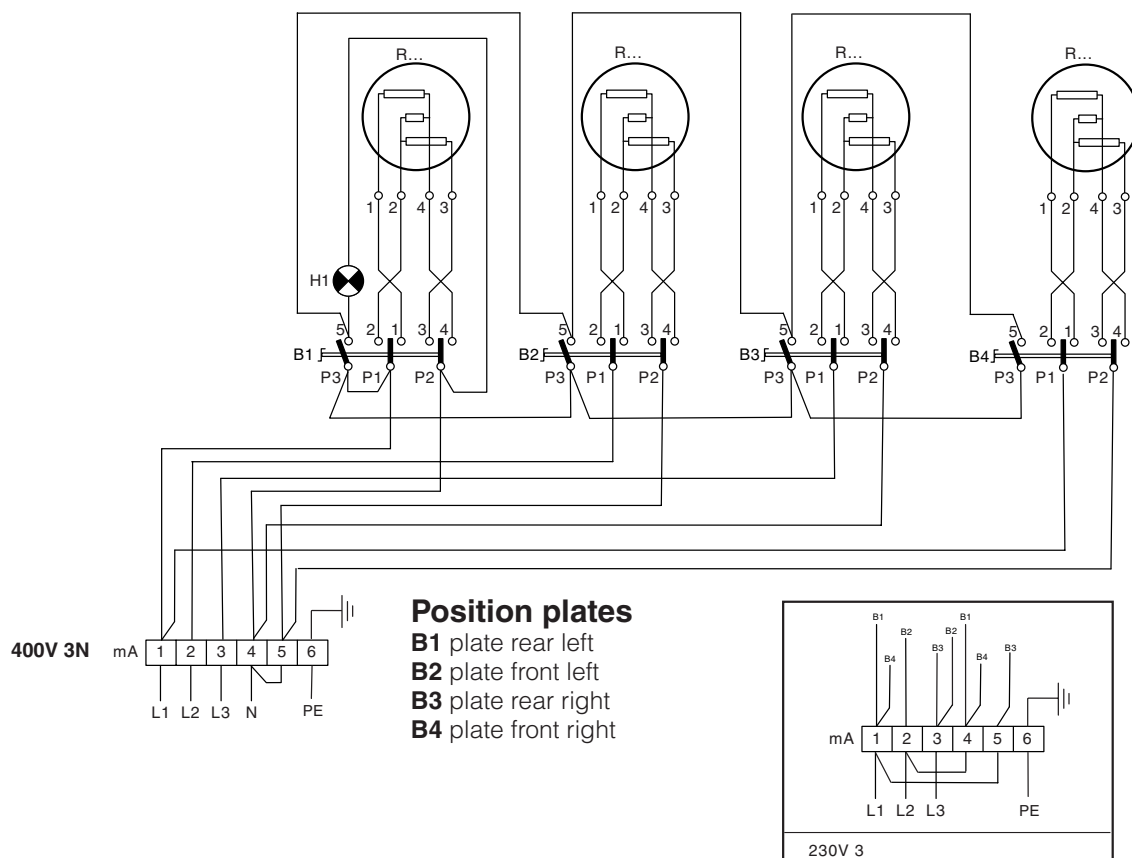 R... R... R... R...
1 2 4 3 1 2 4 3 1 2 4 3 1 2 4 3
H1
5 2 1 3 4 5 2 1 3 4 5 2 1 3 4 5 2 1 3 4
B1 B2 B3 B4
P3 P1 P2 P3 P1 P2 P3 P1 P2 P3 P1 P2
400V 3N mA 1 2 3 4 5 6
L1 L2 L3 N PE
Position plates
B1 plate rear left
B2 plate front left
B3 plate rear right
B4 plate front right
B1 B2 B2 B1
B4 B3 B4 B3
mA 1 2 3 4 5 6
L1 L2 L3 PE
230V 3